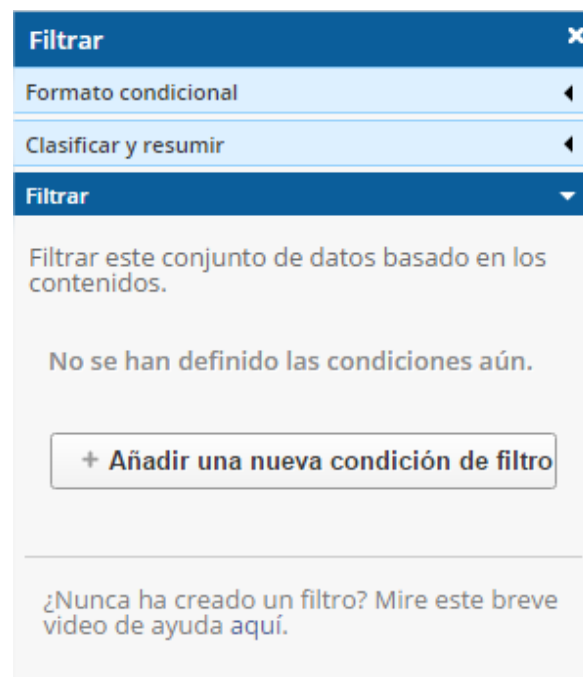 Filtrar
Formato condicional
Clasificar y resumir
Filtrar
Filtrar este conjunto de datos basado en los
contenidos.
No se han definido las condiciones aún.
+ Añadir una nueva condición de filtro
¿Nunca ha creado un filtro? Mire este breve
video de ayuda aquí.